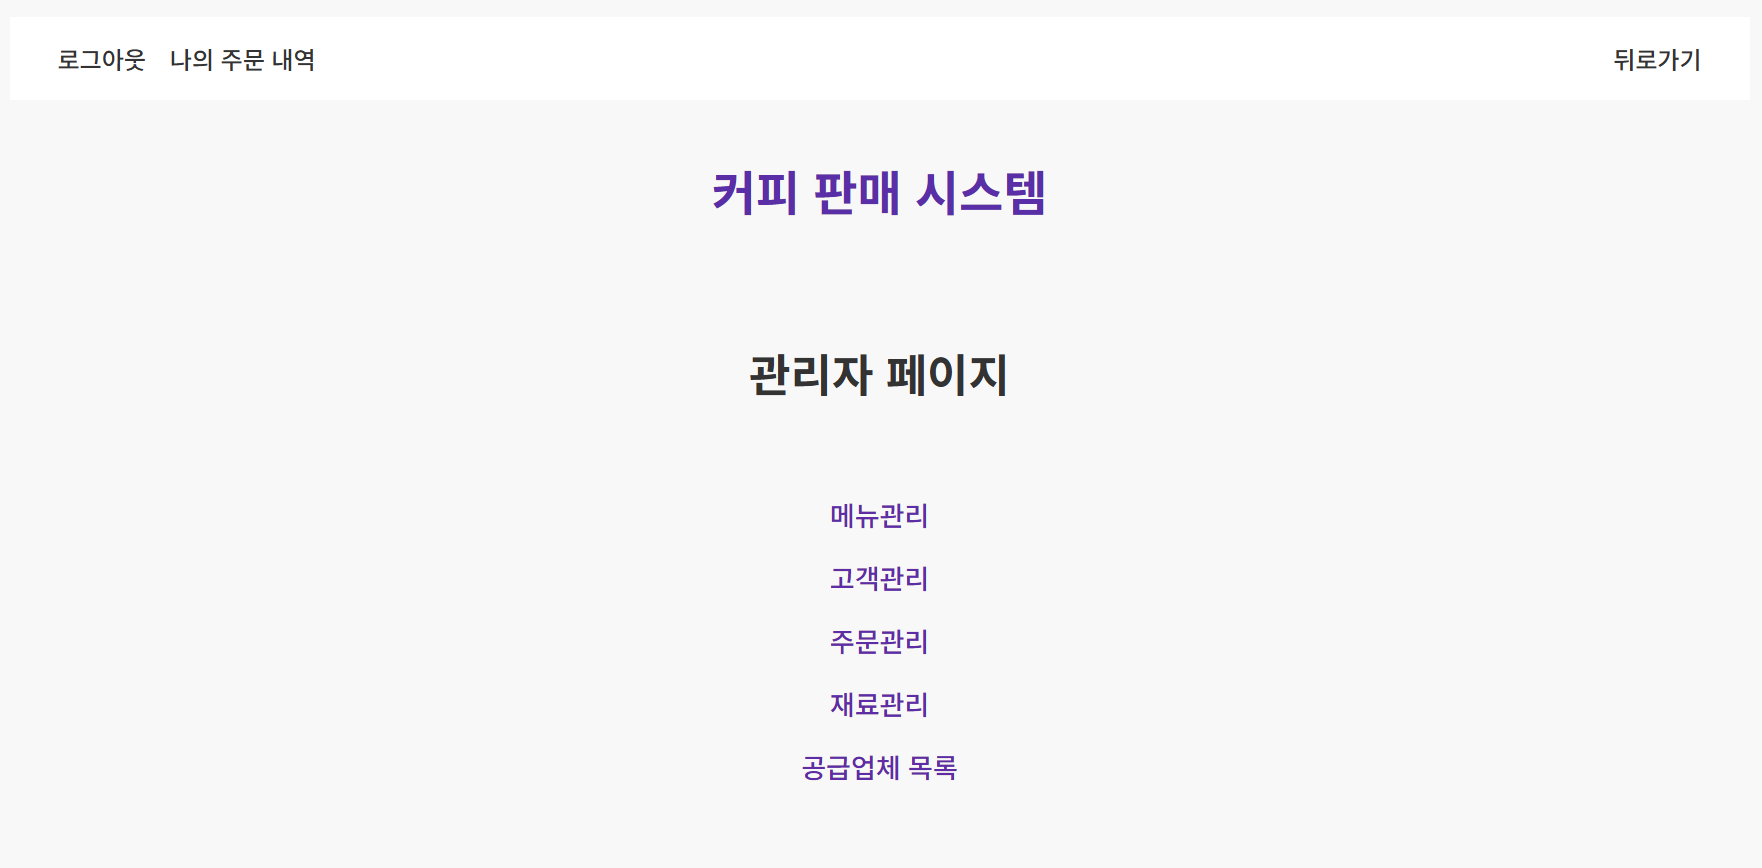 로그아웃 나의 주문 내역 뒤로가기
커피 판매 시스템
관리자 페이지
메뉴관리
고객관리
주문관리
재료관리
공급업체 목록